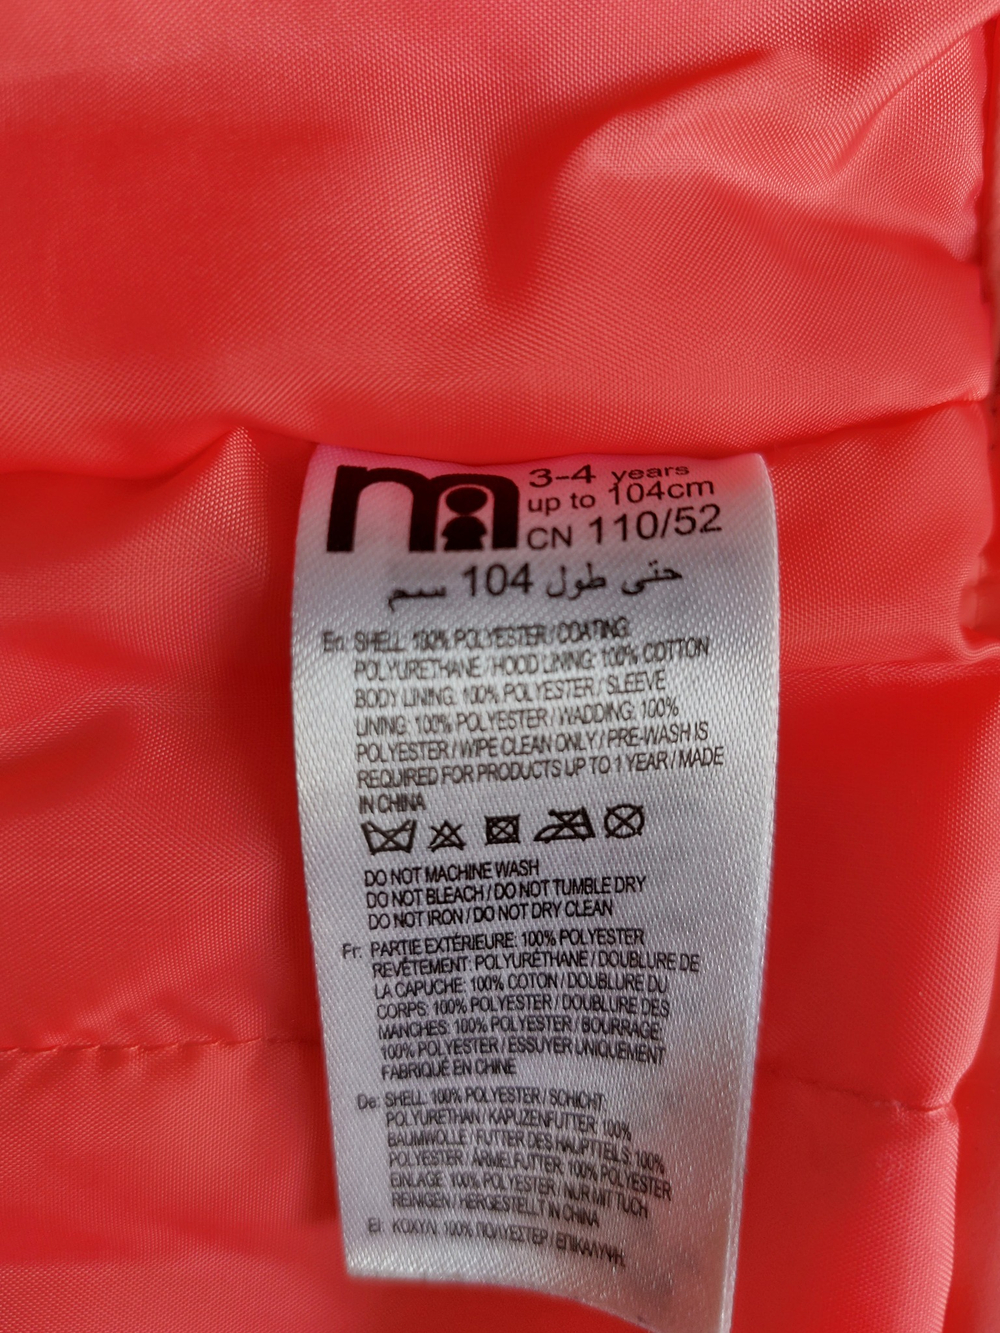 m
3-4 years
up to 104cm
CN 110/52
حتى طول 104 سم
En: SHELL 100% POLYESTER / COATING:
POLYURETHANE / HOOD LINING: 100% COTTON
BODY LINING: 100% POLYESTER / SLEEVE
LINING: 100% POLYESTER / WADDING: 100%
POLYESTER / WIPE CLEAN ONLY / PRE-WASH IS
REQUIRED FOR PRODUCTS UP TO 1 YEAR / MADE
IN CHINA
DO NOT MACHINE WASH
DO NOT BLEACH / DO NOT TUMBLE DRY
DO NOT IRON / DO NOT DRY CLEAN
Fr: PARTIE EXTÉRIEURE: 100% POLYESTER
REVÊTEMENT: POLYURÉTHANE / DOUBLURE DE
LA CAPUCHE: 100% COTON / DOUBLURE DU
CORPS: 100% POLYESTER / DOUBLURE DES
MANCHES: 100% POLYESTER / BOURRAGE:
100% POLYESTER / ESSUYER UNIQUEMENT
FABRIQUÉ EN CHINE
De: SHELL 100% POLYESTER / SCHICHT:
POLYURETHAN / KAPUZENFUTTER: 100%
BAUMWOLLE / FUTTER DES HAUPTTEILS: 100%
POLYESTER / ÄRMELFUTTER: 100% POLYESTER
EINLAGE: 100% POLYESTER / NUR MIT TUCH
REINIGEN / HERGESTELLT IN CHINA
El: ΚΟΧΥΛΙ 100% ΠΟΛΥΕΣΤΕΡ / ΕΠΙΚΑΛΥΨΗ: